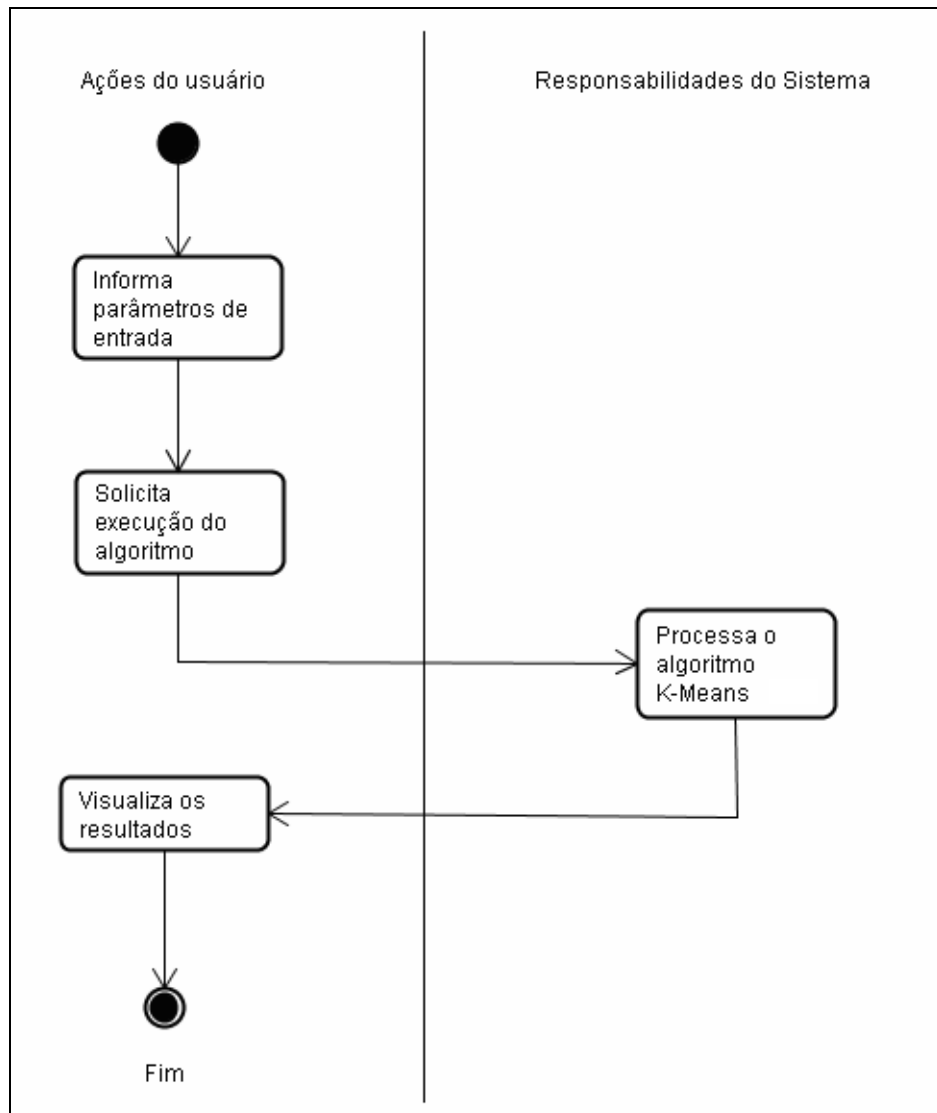 Ações do usuário
Responsabilidades do Sistema
Informa
parâmetros de
entrada
Solicita
execução do
algoritmo
Processa o
algoritmo
K-Means
Visualiza os
resultados
Fim